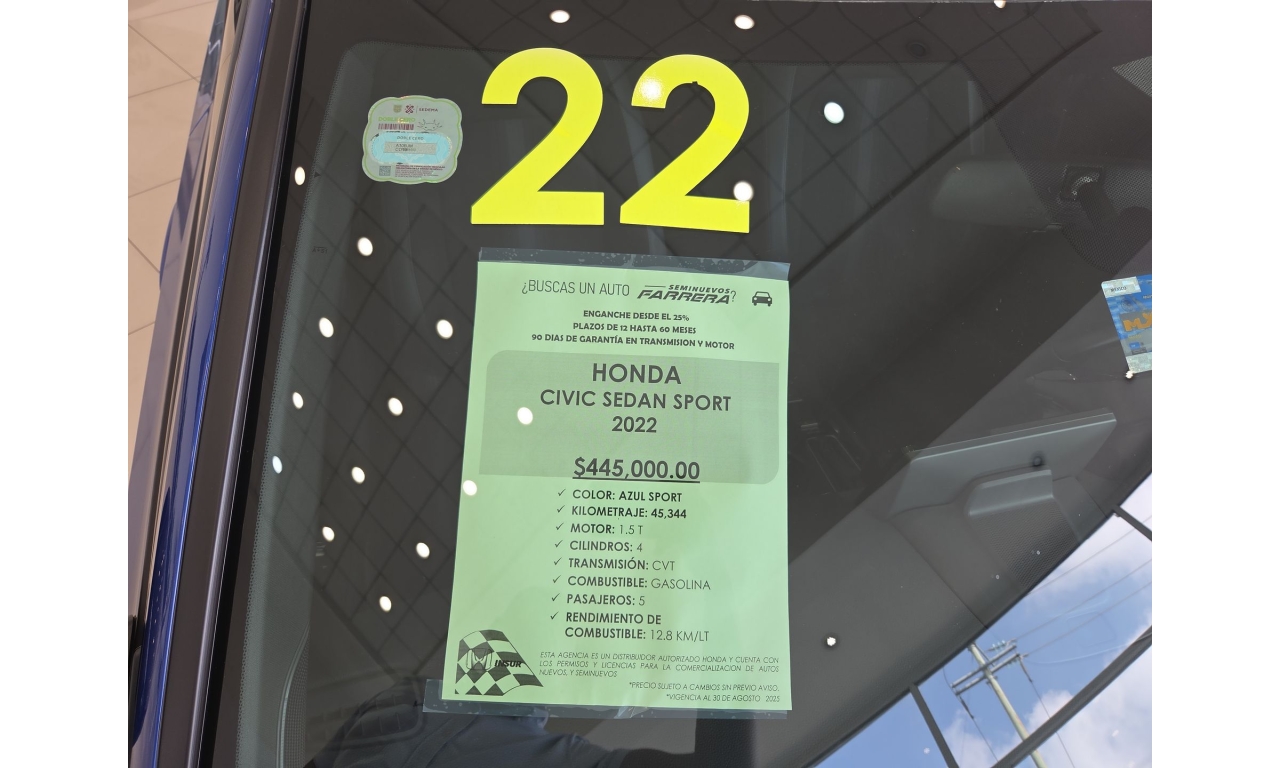 22
SEDEMA
¿BUSCAS UN AUTO SEMINUEVOS FARRERA?
ENGANCHE DESDE EL 25%
PLAZOS DE 12 HASTA 60 MESES
90 DIAS DE GARANTÍA EN TRANSMISION Y MOTOR
HONDA
CIVIC SEDAN SPORT
2022
$445,000.00
✓ COLOR: AZUL SPORT
✓ KILOMETRAJE: 45,344
✓ MOTOR: 1.5 T
✓ CILINDROS: 4
✓ TRANSMISIÓN: CVT
✓ COMBUSTIBLE: GASOLINA
✓ PASAJEROS: 5
✓ RENDIMIENTO DE
COMBUSTIBLE: 12.8 KM/LT
INSUR
ESTA AGENCIA ES UN DISTRIBUIDOR AUTORIZADO HONDA Y CUENTA CON
LOS PERMISOS Y LICENCIAS PARA LA COMERCIALIZACION DE AUTOS
NUEVOS, Y SEMINUEVOS
*PRECIO SUJETO A CAMBIOS SIN PREVIO AVISO.
*VIGENCIA AL 30 DE AGOSTO 2025